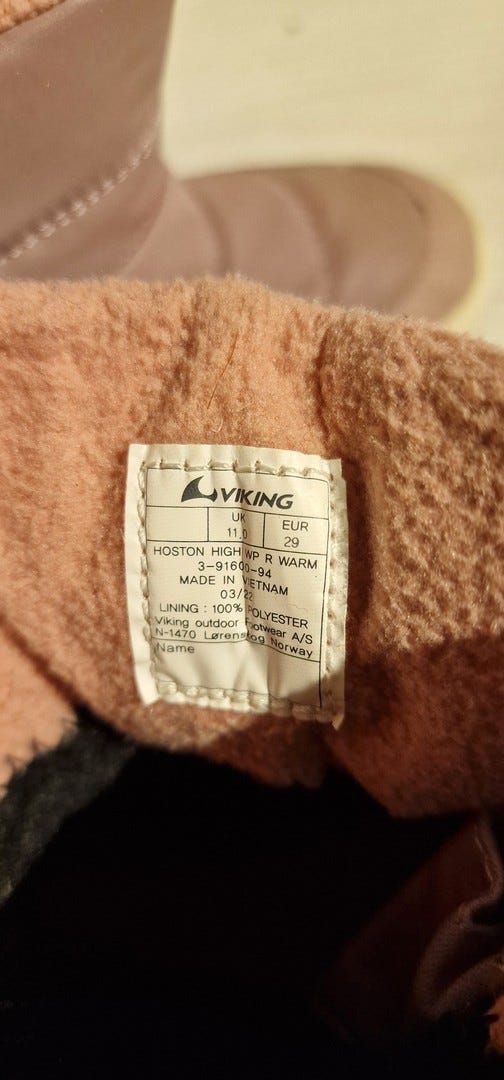 VIKING
UK EUR
11.0 29
HOSTON HIGH WP R WARM
3-91600-94
MADE IN VIETNAM
03/22
LINING : 100% POLYESTER
Viking outdoor Footwear A/S
N-1470 Lørenskog Norway
Name